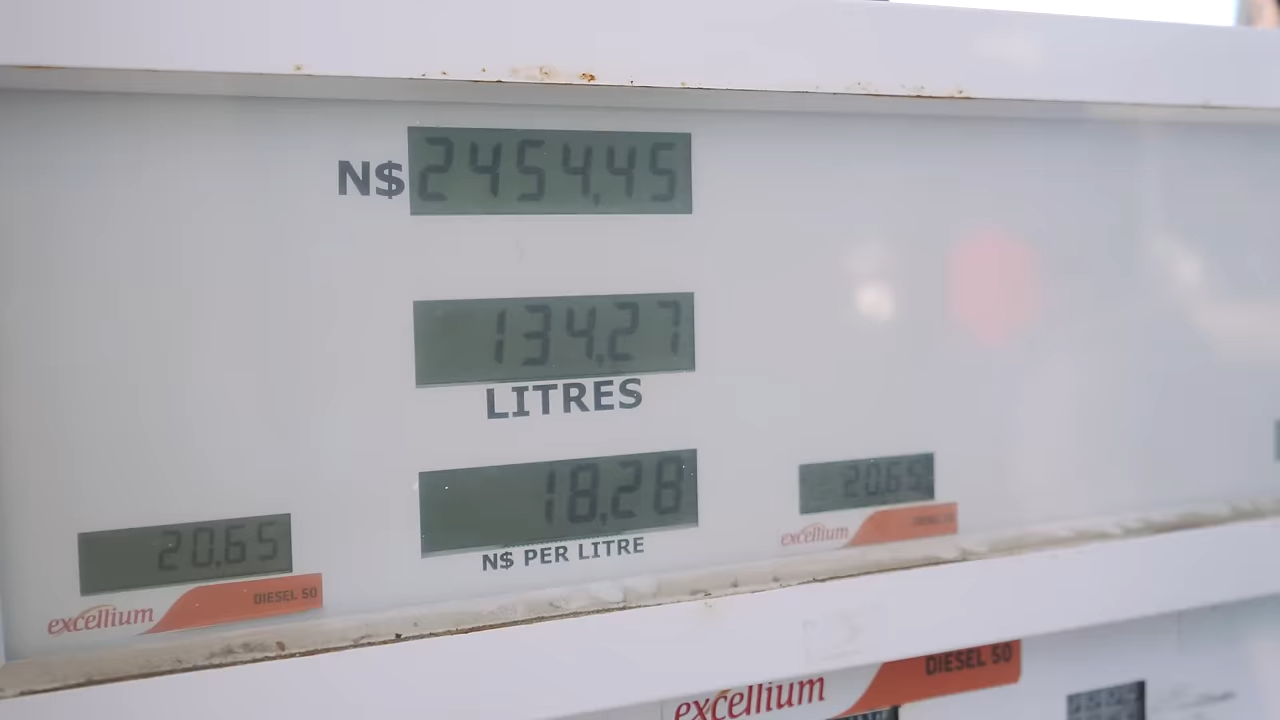 N$ 2454,45
134,27
LITRES
18,28
N$ PER LITRE
20,65
excellium DIESEL 50
20,65
excellium
excellium DIESEL 50